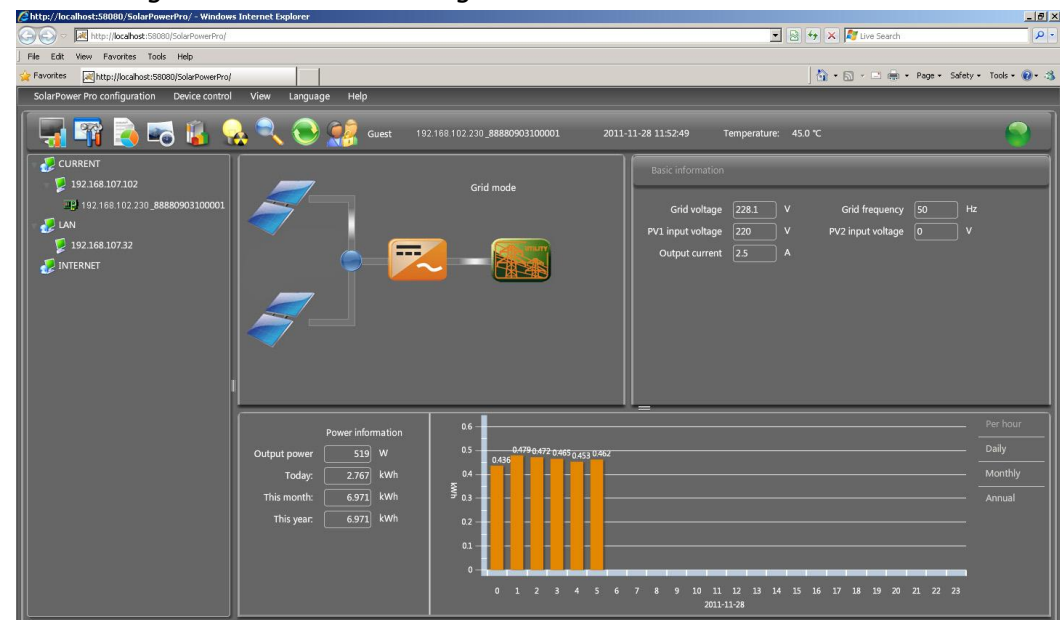 http://localhost:58080/SolarPowerPro/ - Windows Internet Explorer
http://localhost:58080/SolarPowerPro/
Live Search
File Edit View Favorites Tools Help
Favorites http://localhost:58080/SolarPowerPro/ Page Safety Tools
SolarPower Pro configuration Device control View Language Help
Guest 192.168.102.230_88880903100001 2011-11-28 11:52:49 Temperature: 45.0 ℃
CURRENT
192.168.107.102
192.168.102.230_88880903100001
LAN
192.168.107.32
INTERNET
Grid mode
UTILITY
Basic information
Grid voltage 228.1 V Grid frequency 50 Hz
PV1 input voltage 220 V PV2 input voltage 0 V
Output current 2.5 A
Power information
Output power 519 W
Today: 2.767 kWh
This month: 6.971 kWh
This year: 6.971 kWh
kWh
0.6
0.5
0.4
0.3
0.2
0.1
0
0.436 0.479 0.472 0.465 0.453 0.462
0 1 2 3 4 5 6 7 8 9 10 11 12 13 14 15 16 17 18 19 20 21 22 23
2011-11-28
Per hour
Daily
Monthly
Annual